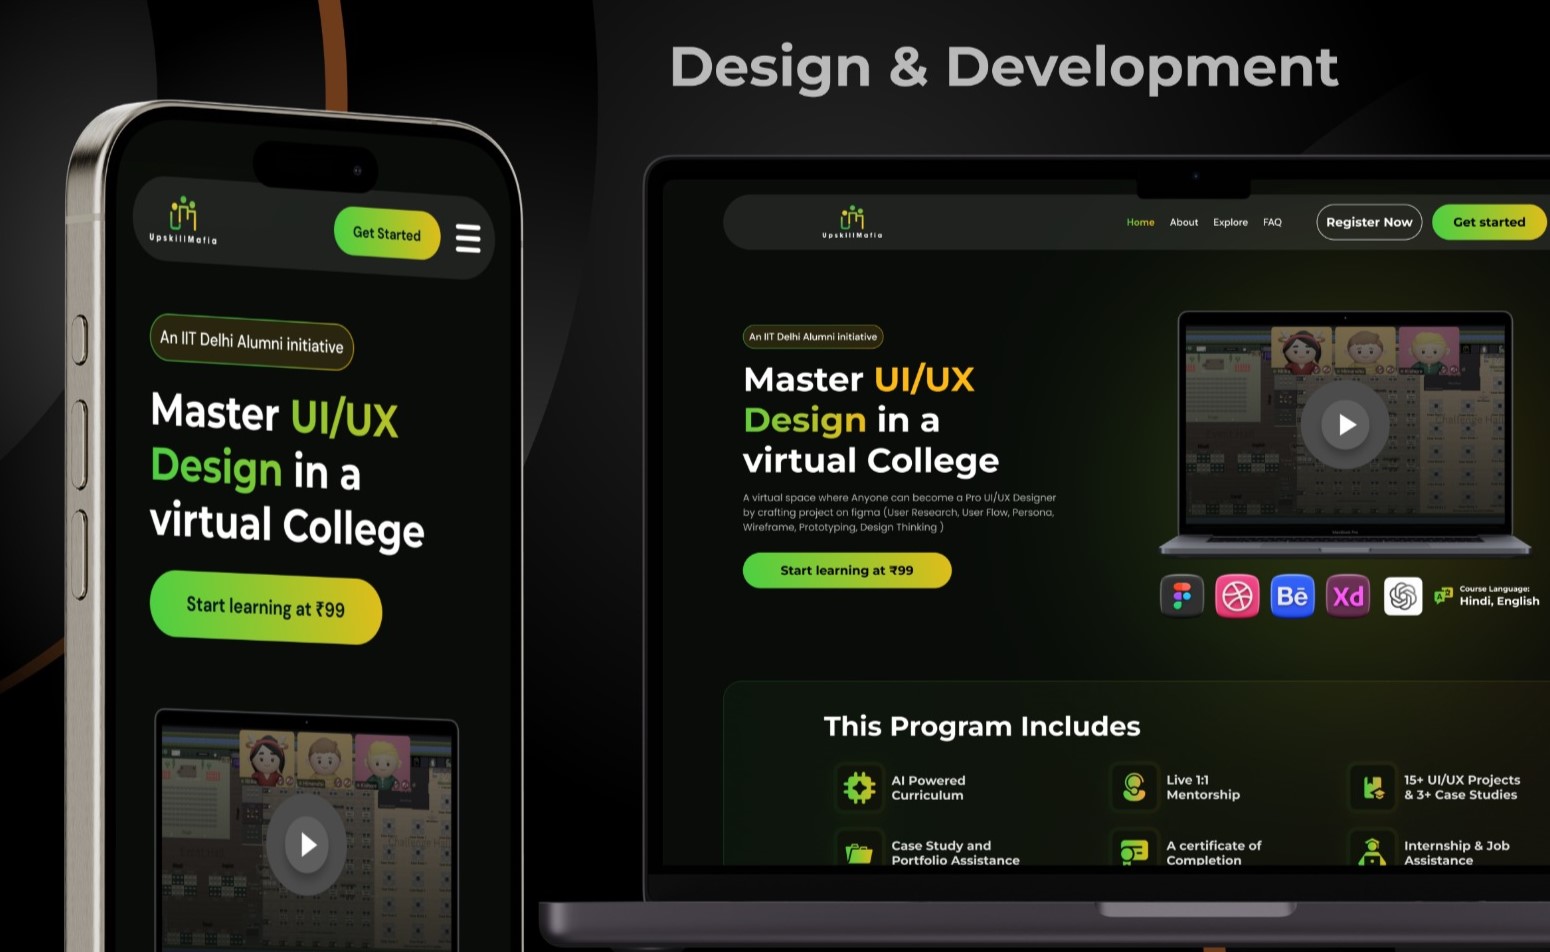 Design & Development
UpskillMafia
Get Started
An IIT Delhi Alumni initiative
Master UI/UX
Design in a
virtual College
Start learning at ₹99
UpskillMafia
Home
About
Explore
FAQ
Register Now
Get started
An IIT Delhi Alumni initiative
Master UI/UX
Design in a
virtual College
A virtual space where Anyone can become a Pro UI/UX Designer
by crafting project on figma (User Research, User Flow, Persona,
Wireframe, Prototyping, Design Thinking )
Start learning at ₹99
Bē
Xd
Course Language:
Hindi, English
This Program Includes
AI Powered
Curriculum
Live 1:1
Mentorship
15+ UI/UX Projects
& 3+ Case Studies
Case Study and
Portfolio Assistance
A certificate of
Completion
Internship & Job
Assistance